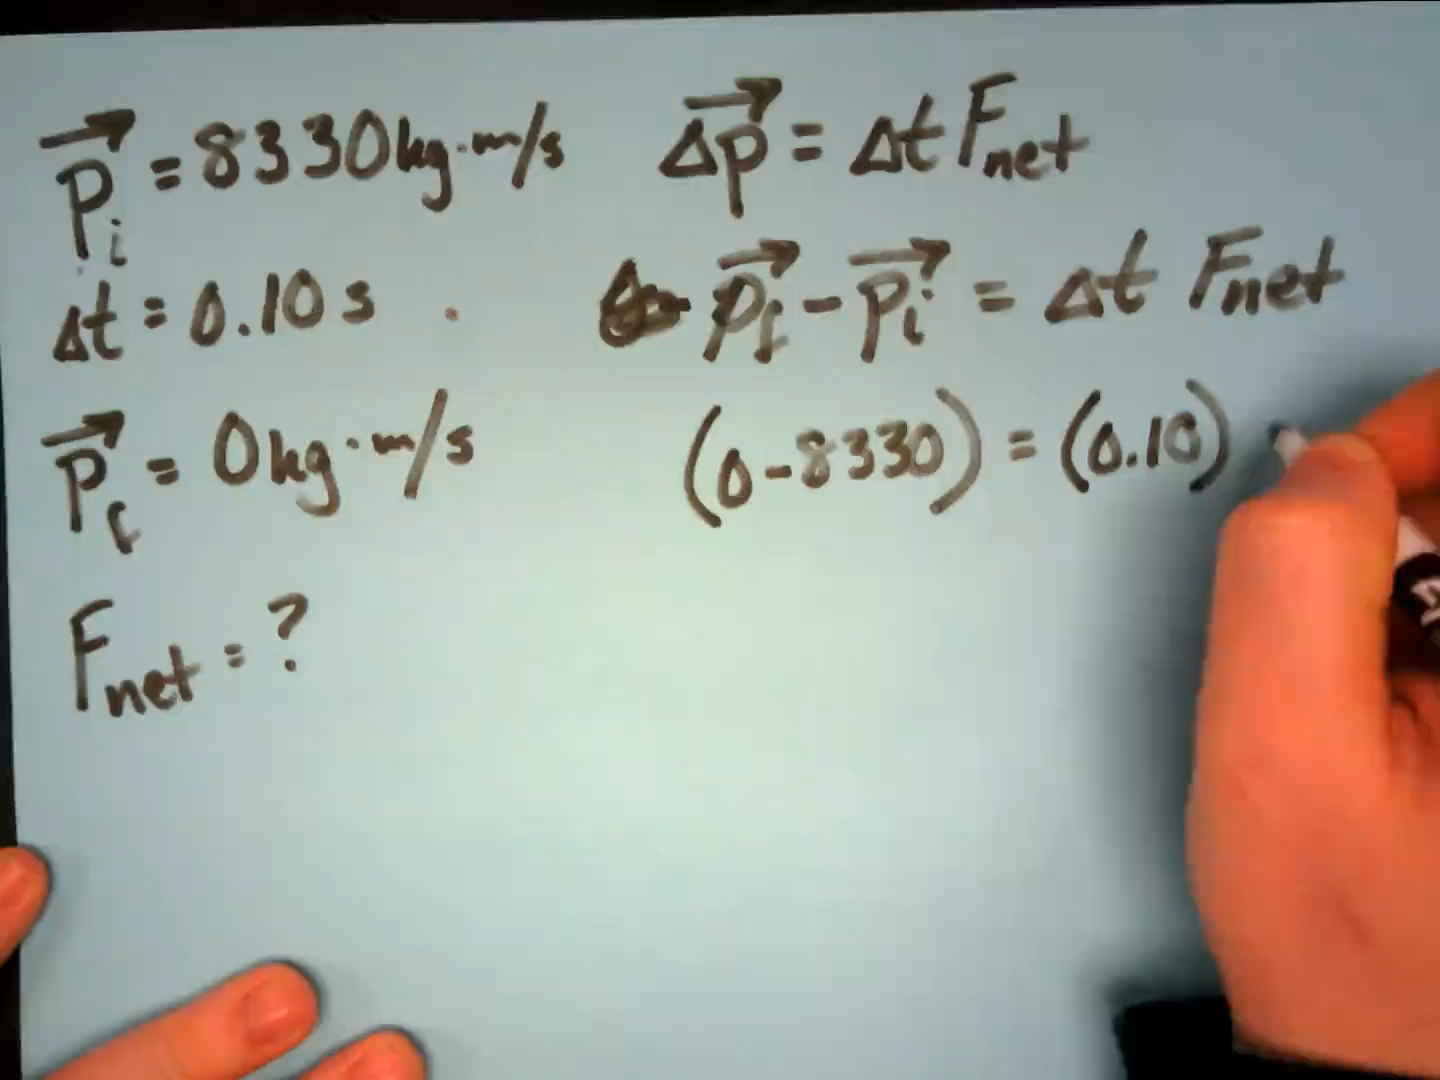 p⃗i = 8330 kg·m/s
Δt = 0.10 s
p⃗f = 0 kg·m/s
Fnet = ?
Δp⃗ = Δt Fnet
p⃗f - p⃗i = Δt Fnet
(0 - 8330) = (0.10)